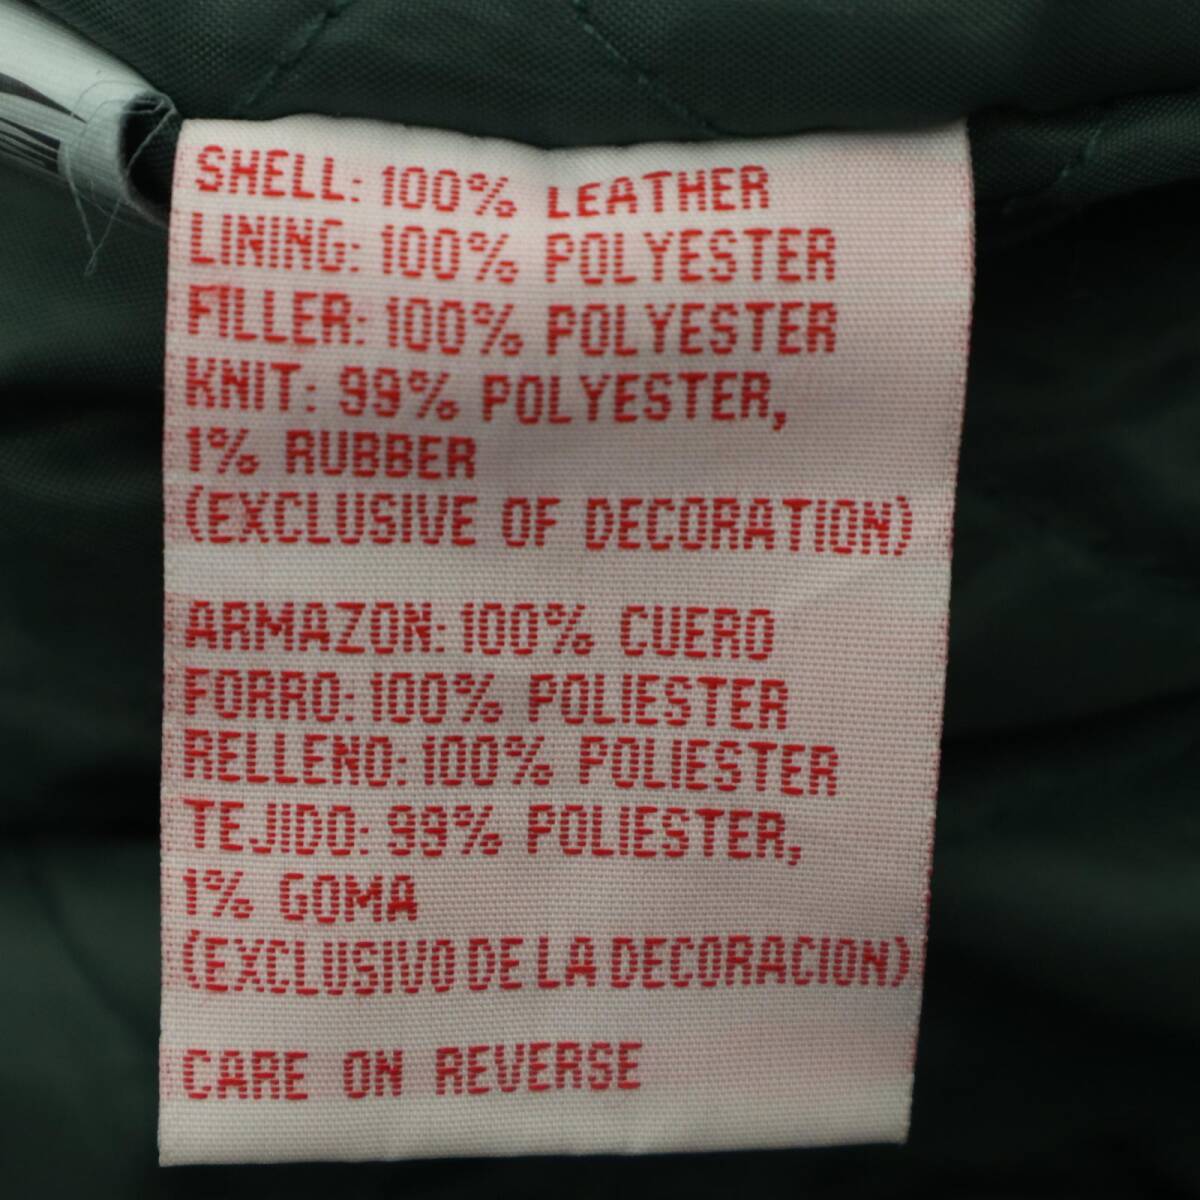 SHELL: 100% LEATHER
LINING: 100% POLYESTER
FILLER: 100% POLYESTER
KNIT: 99% POLYESTER,
1% RUBBER
(EXCLUSIVE OF DECORATION)
ARMAZON: 100% CUERO
FORRO: 100% POLIESTER
RELLENO: 100% POLIESTER
TEJIDO: 99% POLIESTER,
1% GOMA
(EXCLUSIVO DE LA DECORACION)
CARE ON REVERSE